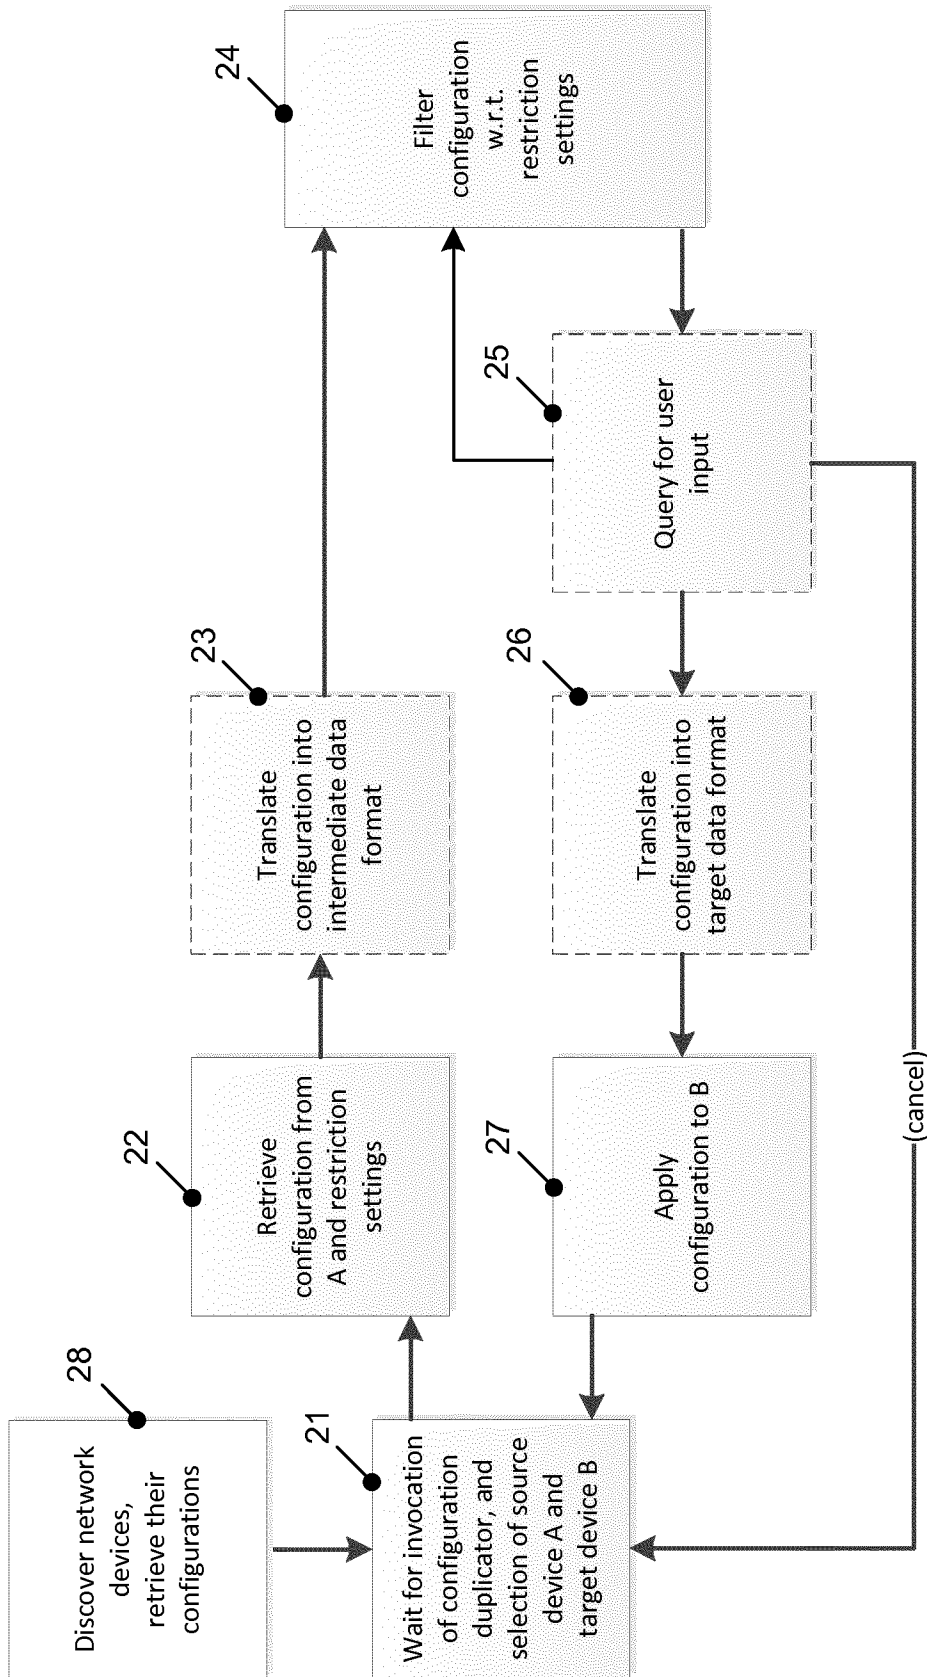 28
Discover network
devices,
retrieve their
configurations
21
Wait for invocation
of configuration
duplicator, and
selection of source
device A and
target device B
22
Retrieve
configuration from
A and restriction
settings
23
Translate
configuration into
intermediate data
format
24
Filter
configuration
w.r.t.
restriction
settings
25
Query for user
input
26
Translate
configuration into
target data format
27
Apply
configuration to B
(cancel)